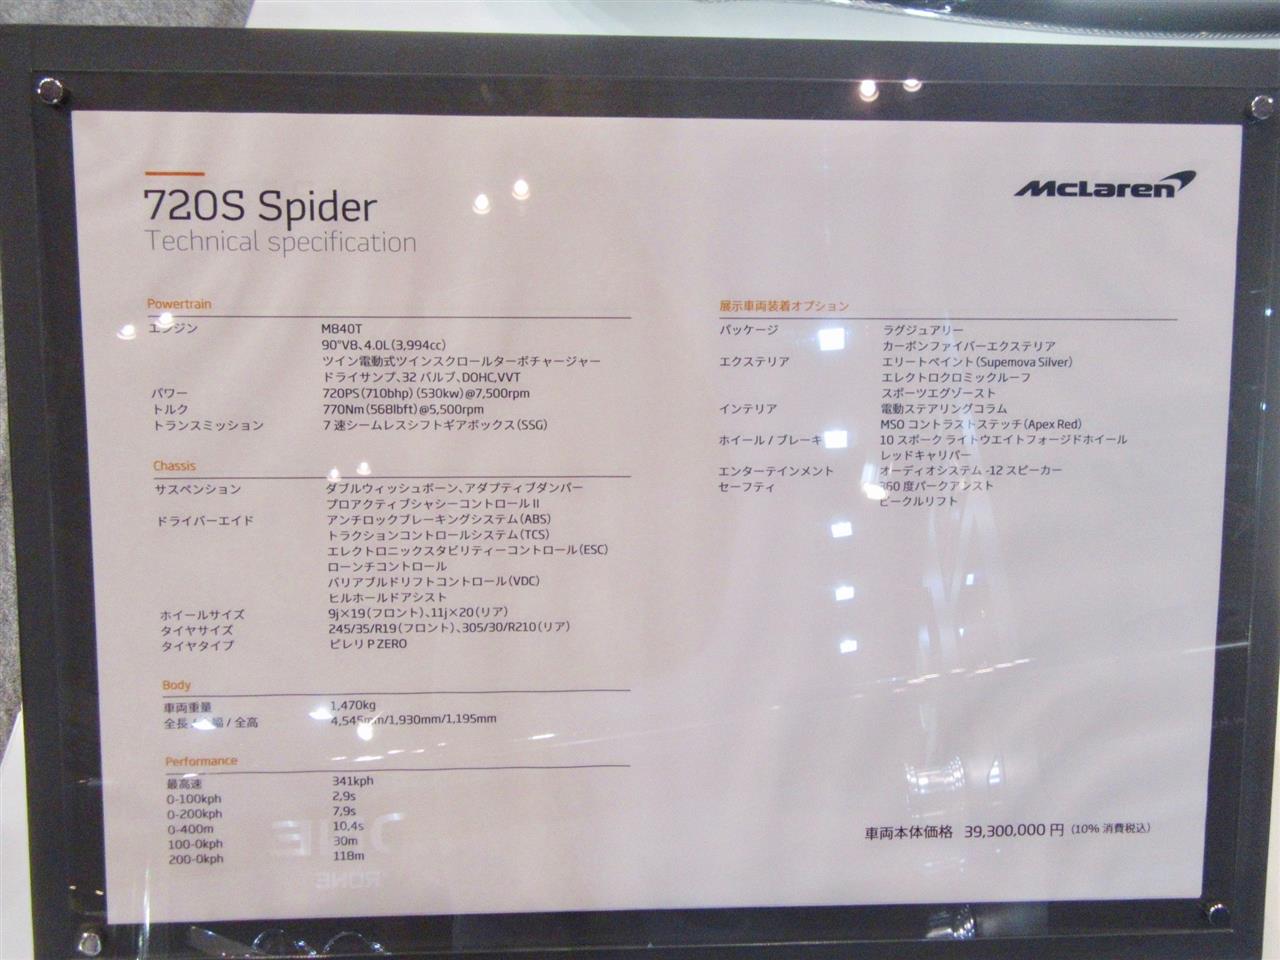 720S Spider
Technical specification
McLaren
Powertrain
エンジン M840T
90°V8、4.0L(3,994cc)
ツイン電動式ツインスクロールターボチャージャー
ドライサンプ、32 バルブ、DOHC,VVT
パワー 720PS(710bhp)(530kw)@7,500rpm
トルク 770Nm(568lbft)@5,500rpm
トランスミッション 7 速シームレスシフトギアボックス(SSG)
Chassis
サスペンション ダブルウィッシュボーン、アダプティブダンパー
プロアクティブシャシーコントロールⅡ
ドライバーエイド アンチロックブレーキングシステム(ABS)
トラクションコントロールシステム(TCS)
エレクトロニックスタビリティーコントロール(ESC)
ローンチコントロール
バリアブルドリフトコントロール(VDC)
ヒルホールドアシスト
ホイールサイズ 9j×19(フロント)、11j×20(リア)
タイヤサイズ 245/35/R19(フロント)、305/30/R210(リア)
タイヤタイプ ピレリ P ZERO
Body
車両重量 1,470kg
全長 / 全幅 / 全高 4,545mm/1,930mm/1,195mm
Performance
最高速 341kph
0-100kph 2,9s
0-200kph 7,9s
0-400m 10,4s
100-0kph 30m
200-0kph 118m
展示車両装着オプション
パッケージ ラグジュアリー
カーボンファイバーエクステリア
エクステリア エリートペイント(Supernova Silver)
エレクトロクロミックルーフ
スポーツエグゾースト
インテリア 電動ステアリングコラム
MSO コントラストステッチ(Apex Red)
ホイール / ブレーキ 10 スポーク ライトウエイトフォージドホイール
レッドキャリパー
エンターテインメント オーディオシステム -12 スピーカー
セーフティ 360 度パークアシスト
ビークルリフト
車両本体価格 39,300,000 円 (10% 消費税込)